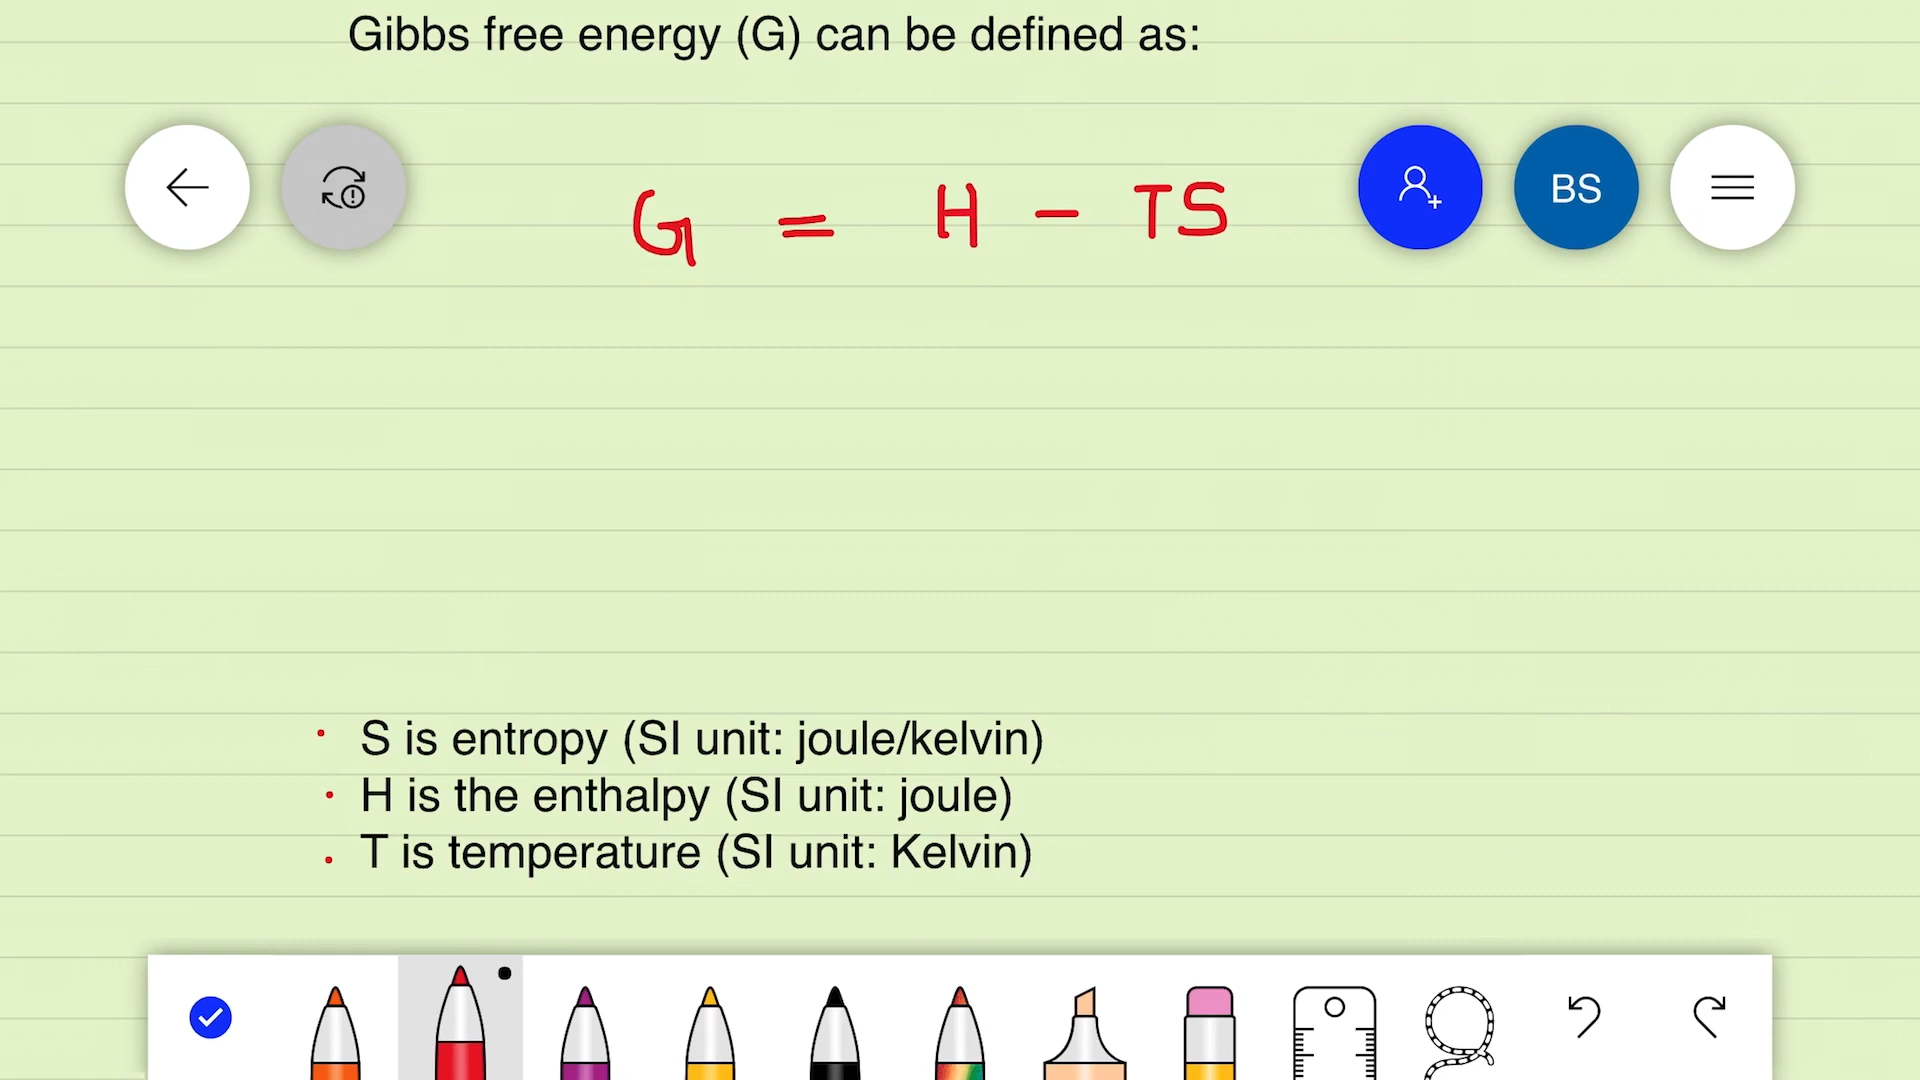 Gibbs free energy (G) can be defined as:
G = H - TS
BS
• S is entropy (SI unit: joule/kelvin)
• H is the enthalpy (SI unit: joule)
• T is temperature (SI unit: Kelvin)